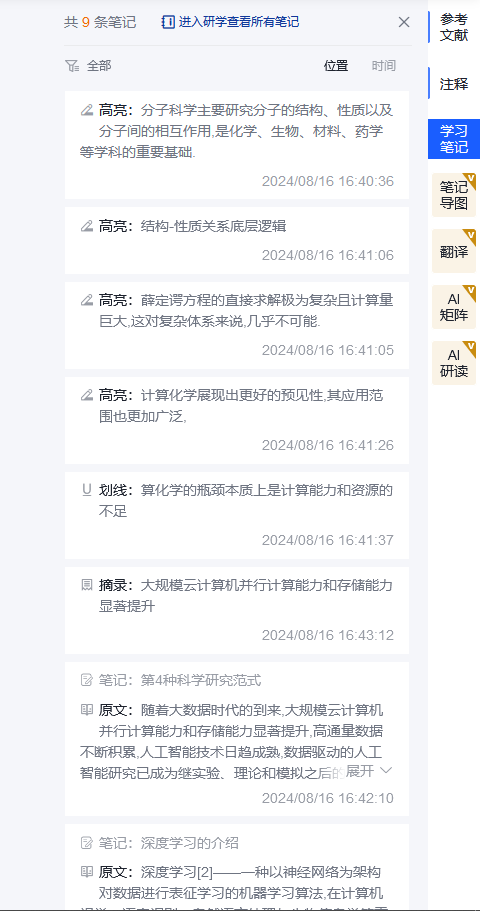 共 9 条笔记
进入研学查看所有笔记
全部
位置
时间
高亮：分子科学主要研究分子的结构、性质以及
分子间的相互作用,是化学、生物、材料、药学
等学科的重要基础.
2024/08/16 16:40:36
高亮：结构-性质关系底层逻辑
2024/08/16 16:41:06
高亮：薛定谔方程的直接求解极为复杂且计算量
巨大,这对复杂体系来说,几乎不可能.
2024/08/16 16:41:05
高亮：计算化学展现出更好的预见性,其应用范
围也更加广泛,
2024/08/16 16:41:26
划线：算化学的瓶颈本质上是计算能力和资源的
不足
2024/08/16 16:41:37
摘录：大规模云计算机并行计算能力和存储能力
显著提升
2024/08/16 16:43:12
笔记：第4种科学研究范式
原文：随着大数据时代的到来,大规模云计算机
并行计算能力和存储能力显著提升,高通量数据
不断积累,人工智能技术日趋成熟,数据驱动的人工
智能研究已成为继实验、理论和模拟之后的
展开
2024/08/16 16:42:10
笔记：深度学习的介绍
原文：深度学习[2]——一种以神经网络为架构
对数据进行表征学习的机器学习算法,在计算机
参考
文献
注释
学习
笔记
笔记
导图
V
翻译
V
AI
矩阵
V
AI
研读
V